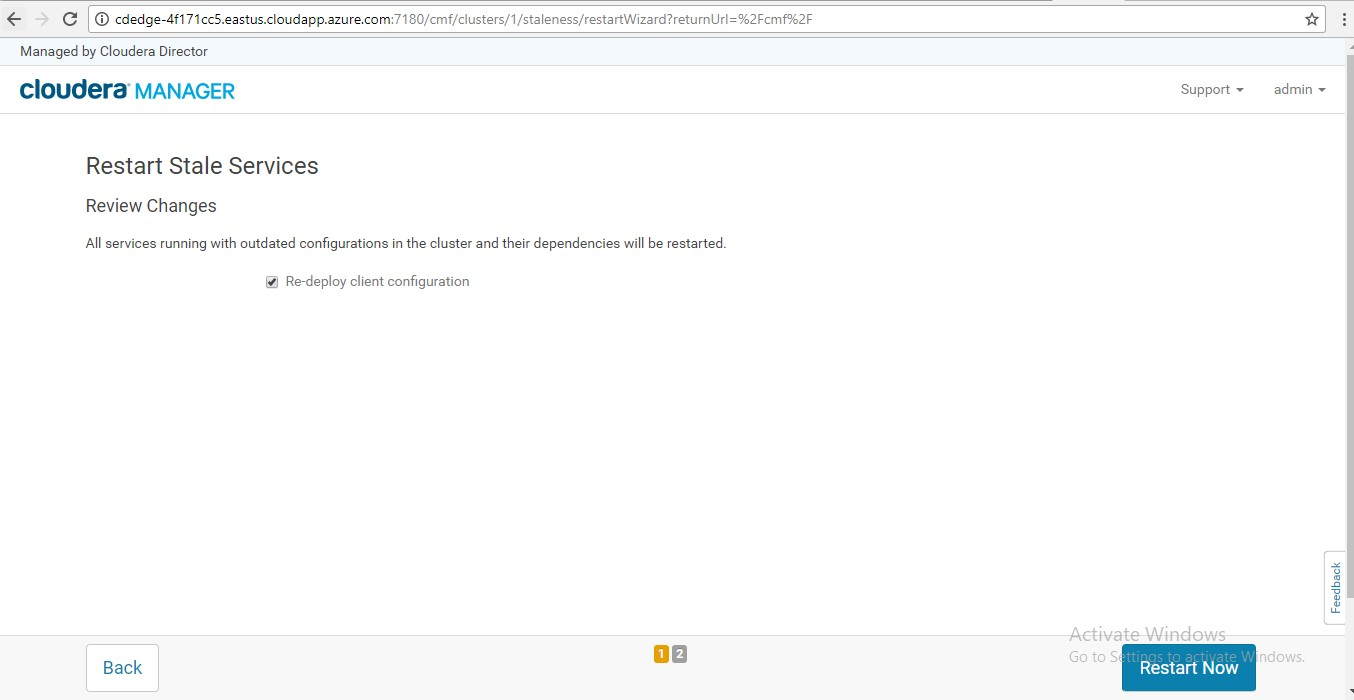 cdedge-4f171cc5.eastus.cloudapp.azure.com:7180/cmf/clusters/1/staleness/restartWizard?returnUrl=%2Fcmf%2F
Managed by Cloudera Director
cloudera MANAGER
Support
admin
Restart Stale Services
Review Changes
All services running with outdated configurations in the cluster and their dependencies will be restarted.
Re-deploy client configuration
Feedback
Activate Windows
Go to Settings to activate Windows.
Back
1 2
Restart Now